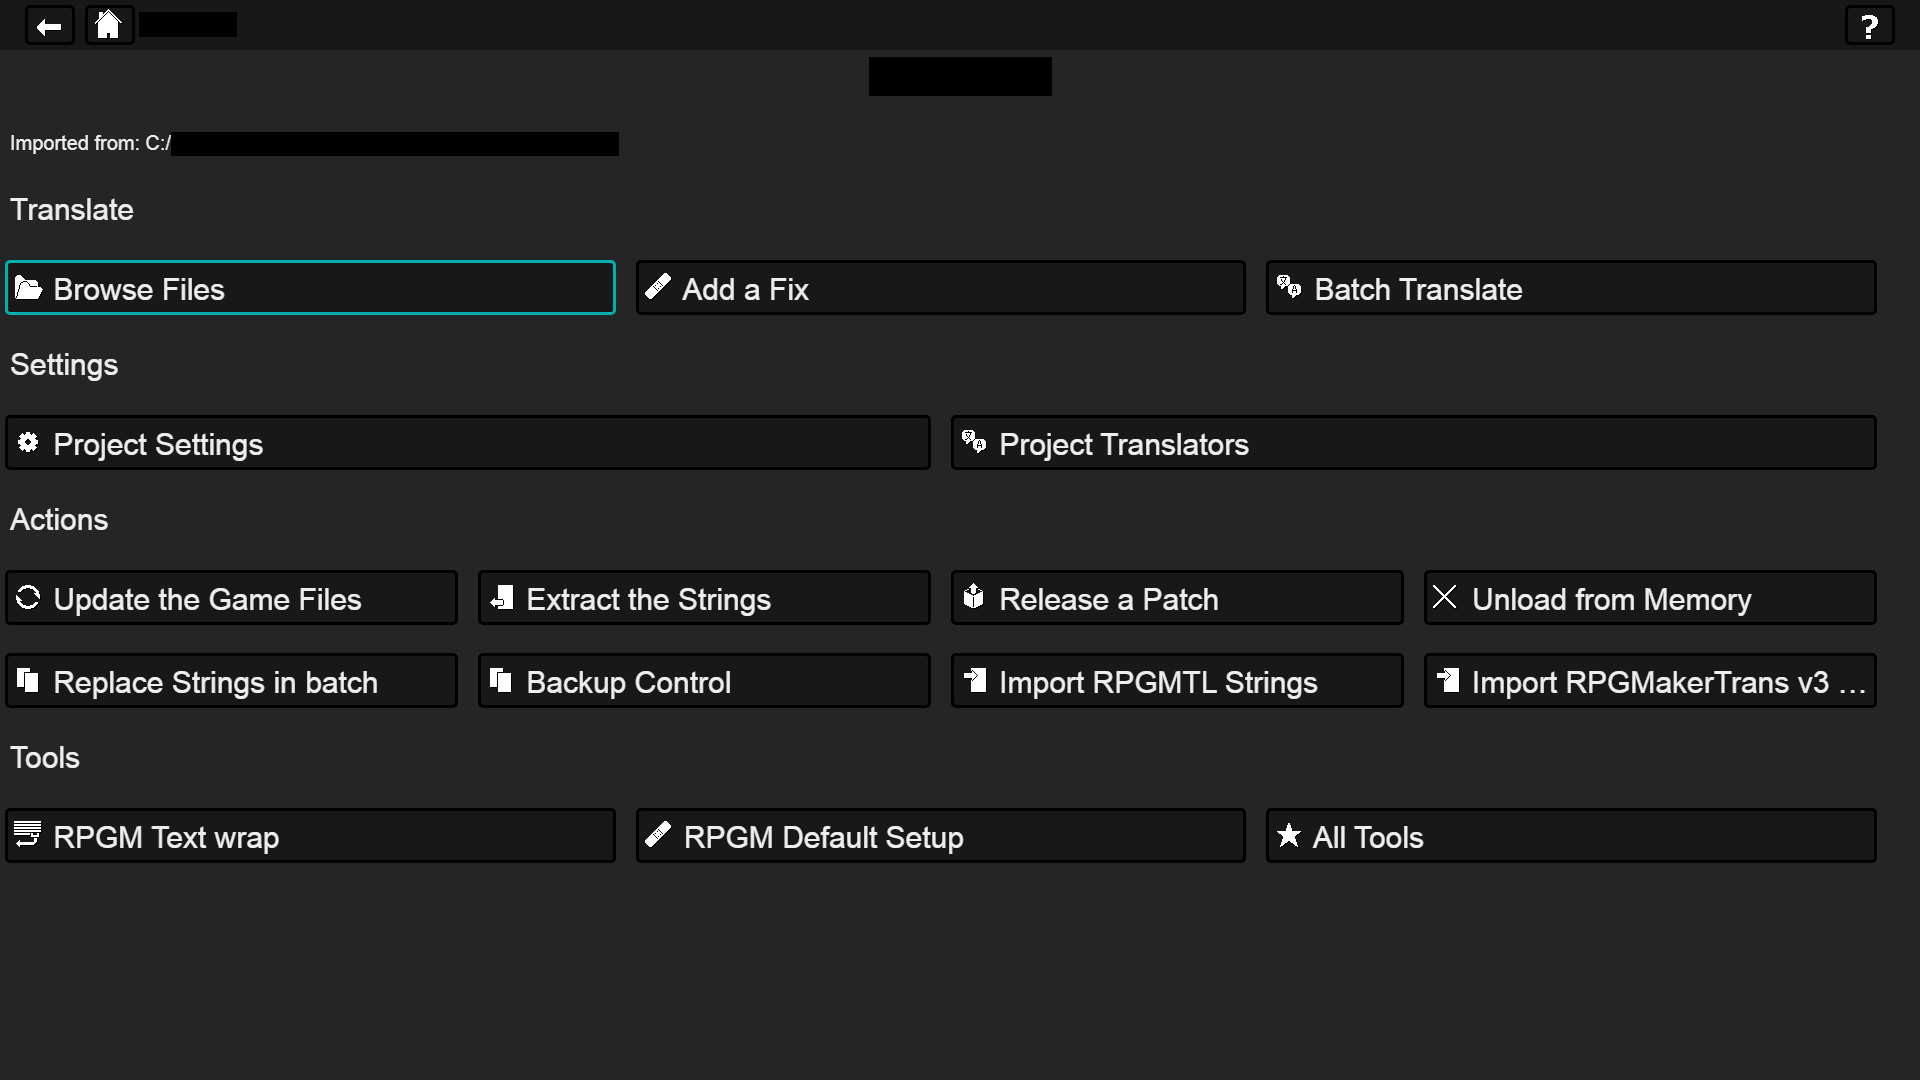 ?
Imported from: C:/
Translate
Browse Files
Add a Fix
Batch Translate
Settings
Project Settings
Project Translators
Actions
Update the Game Files
Extract the Strings
Release a Patch
Unload from Memory
Replace Strings in batch
Backup Control
Import RPGMTL Strings
Import RPGMakerTrans v3 ...
Tools
RPGM Text wrap
RPGM Default Setup
All Tools